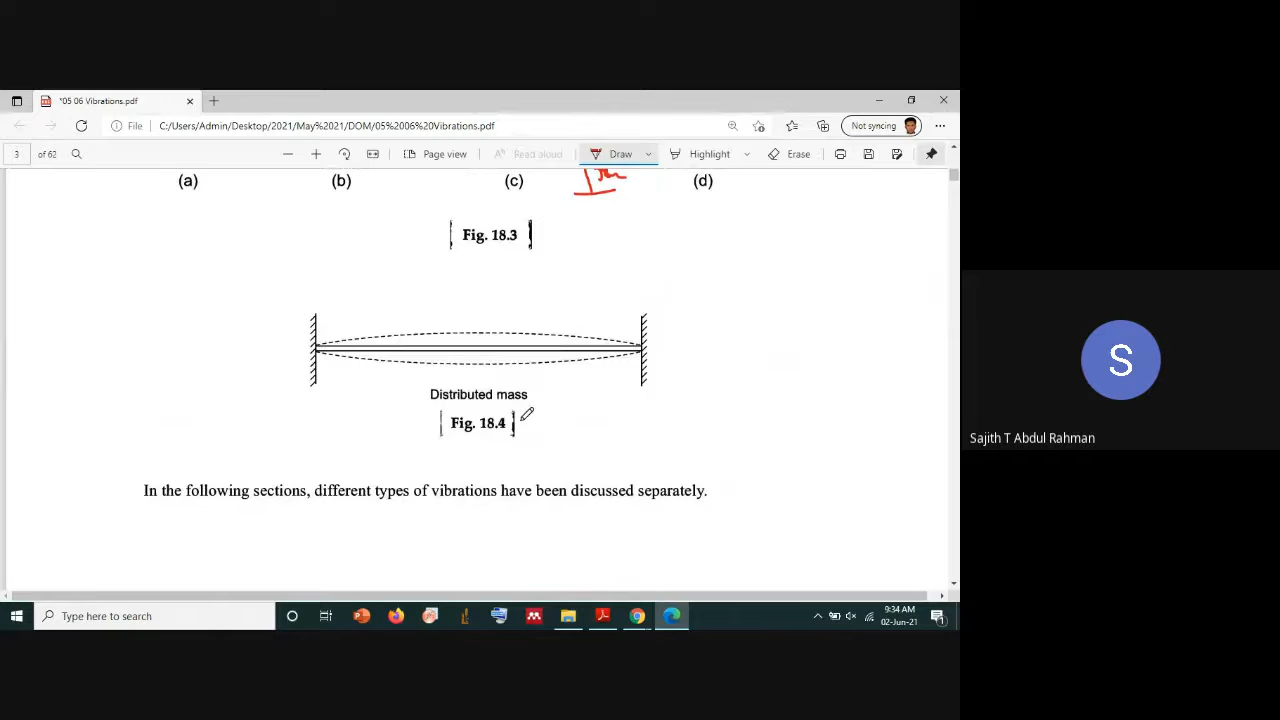 *05 06 Vibrations.pdf
File C:/Users/Admin/Desktop/2021/May%2021/DOM/05%2006%20Vibrations.pdf Not syncing
3 of 62 Page view Read aloud Draw Highlight Erase
(a) (b) (c) (d)
Fig. 18.3
Distributed mass
Fig. 18.4
In the following sections, different types of vibrations have been discussed separately.
S
Sajith T Abdul Rahman
Type here to search
9:34 AM
02-Jun-21
1